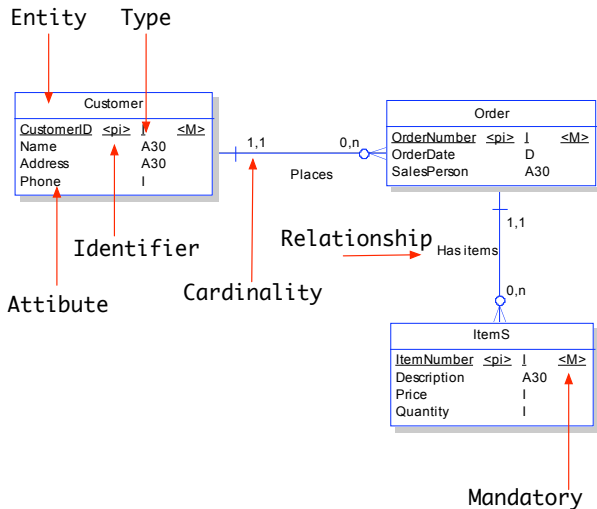 Entity Type
Customer
CustomerID <pi> I <M>
Name A30
Address A30
Phone I
1,1 0,n
Places
Order
OrderNumber <pi> I <M>
OrderDate D
SalesPerson A30
Identifier
Attibute
Cardinality
Relationship
1,1
Has items
0,n
ItemS
ItemNumber <pi> I <M>
Description A30
Price I
Quantity I
Mandatory